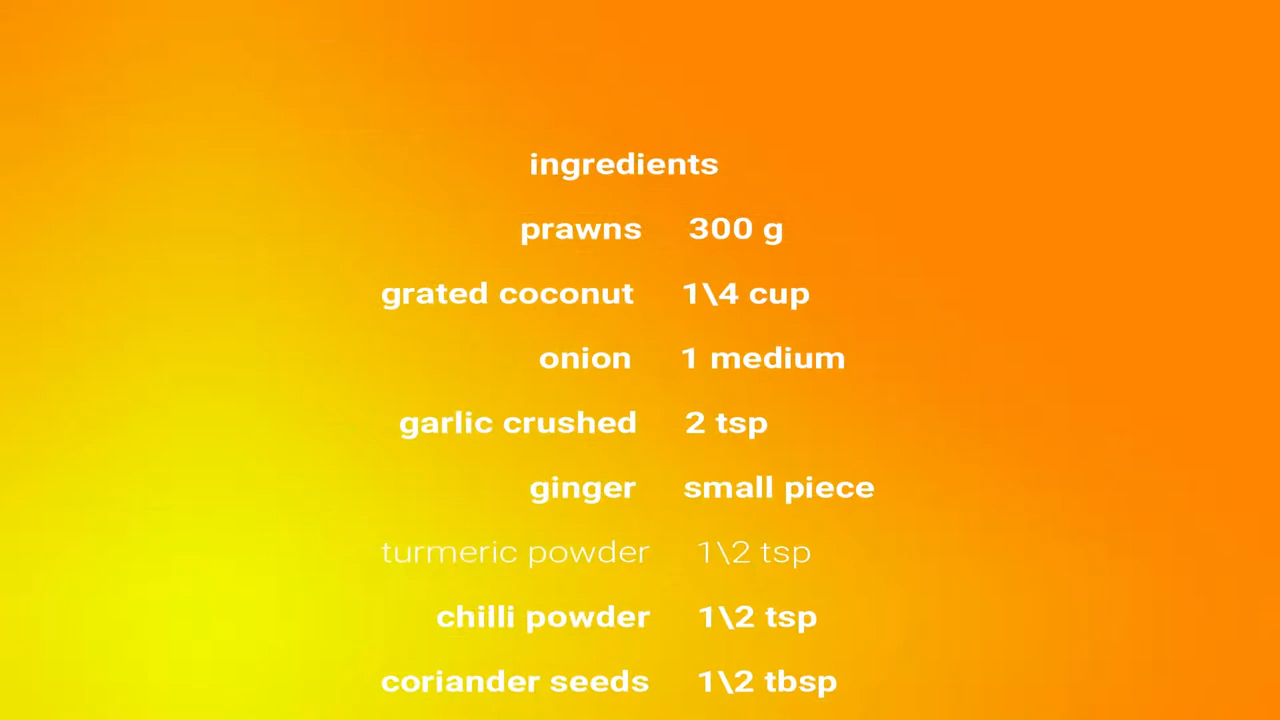 ingredients
prawns 300 g
grated coconut 1\4 cup
onion 1 medium
garlic crushed 2 tsp
ginger small piece
turmeric powder 1\2 tsp
chilli powder 1\2 tsp
coriander seeds 1\2 tbsp